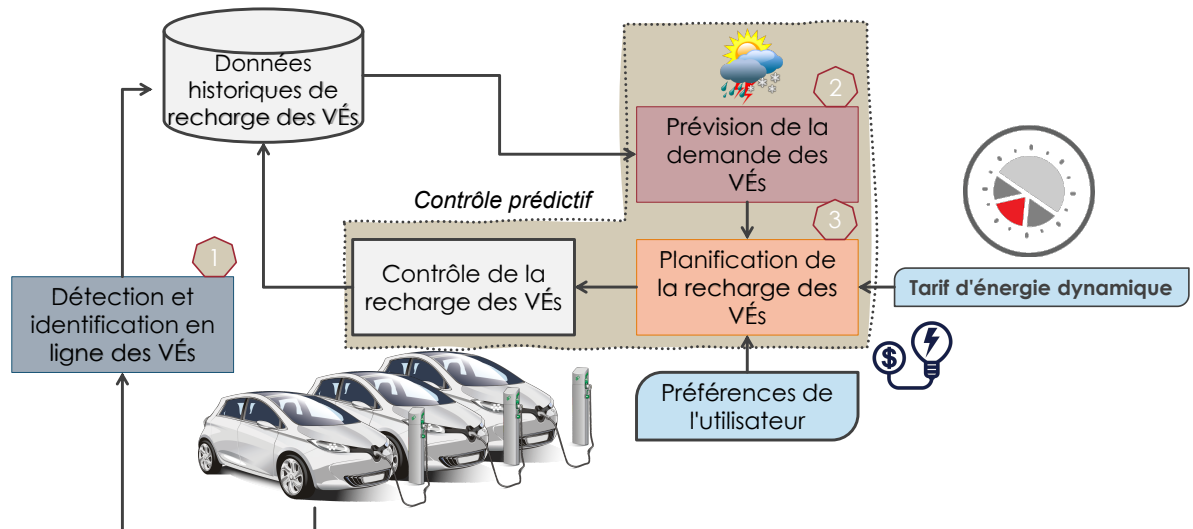 Données
historiques de
recharge des VÉs
2
Prévision de la
demande des
VÉs
Contrôle prédictif
3
Planification de
la recharge des
VÉs
Contrôle de la
recharge des VÉs
Tarif d'énergie dynamique
1
Détection et
identification en
ligne des VÉs
$
Préférences de
l'utilisateur